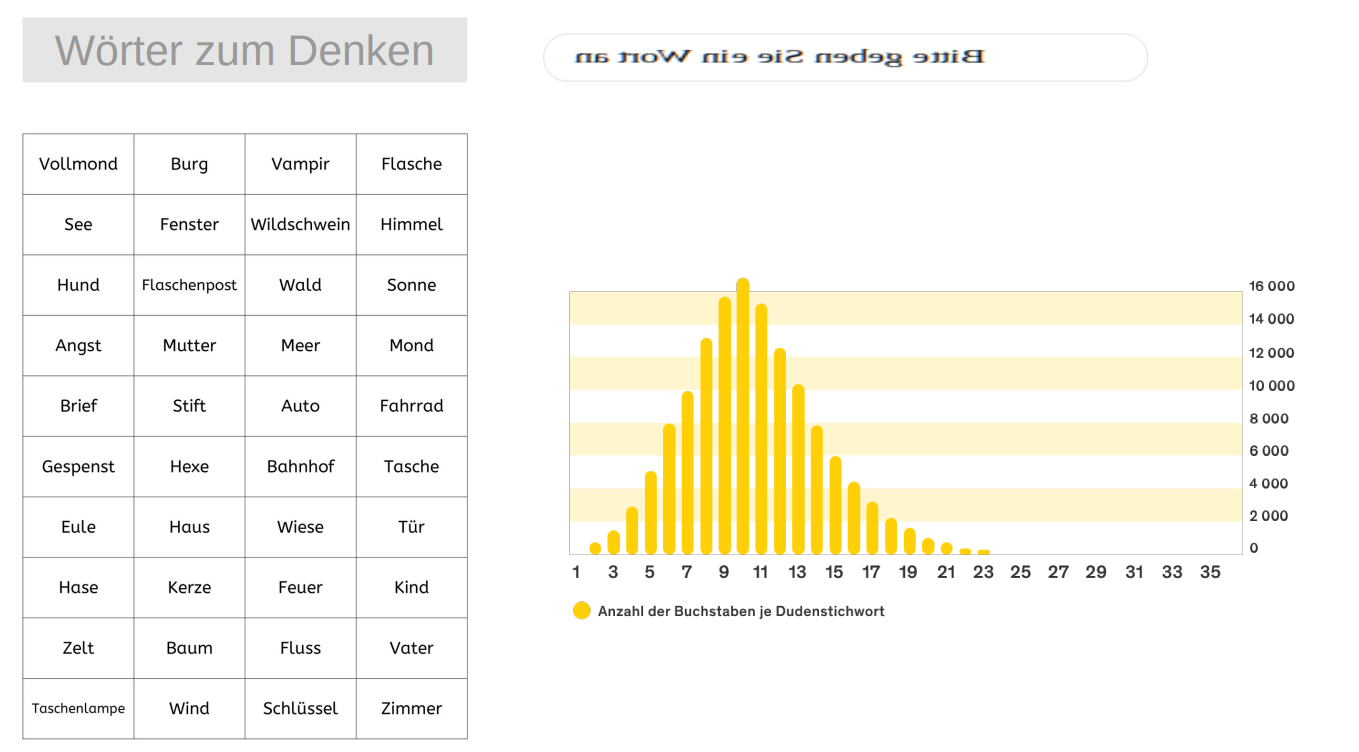 Wörter zum Denken
Bitte geben Sie ein Wort an
Vollmond Burg Vampir Flasche
See Fenster Wildschwein Himmel
Hund Flaschenpost Wald Sonne
Angst Mutter Meer Mond
Brief Stift Auto Fahrrad
Gespenst Hexe Bahnhof Tasche
Eule Haus Wiese Tür
Hase Kerze Feuer Kind
Zelt Baum Fluss Vater
Taschenlampe Wind Schlüssel Zimmer
16 000
14 000
12 000
10 000
8 000
6 000
4 000
2 000
0
1 3 5 7 9 11 13 15 17 19 21 23 25 27 29 31 33 35
Anzahl der Buchstaben je Dudenstichwort